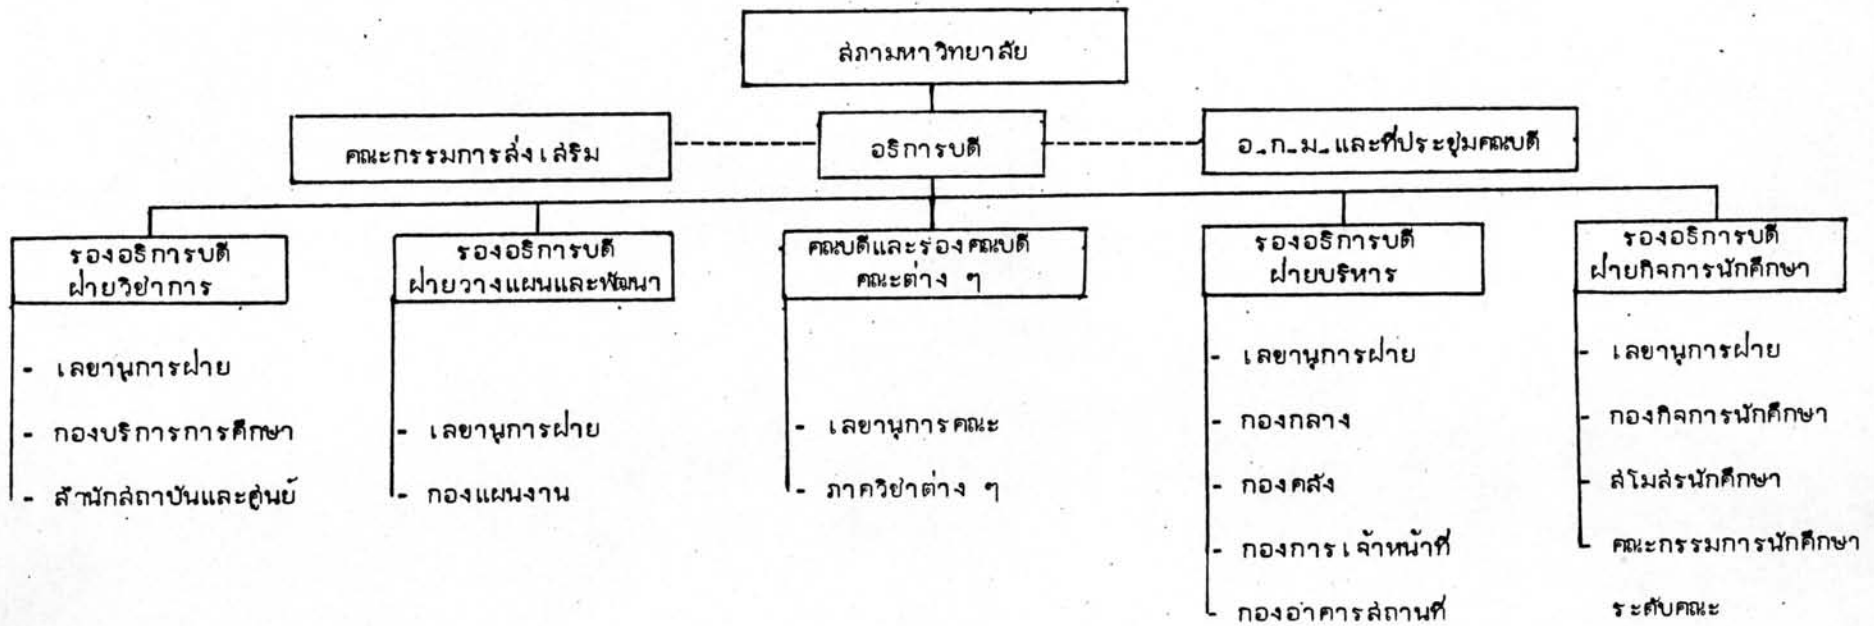 สภามหาวิทยาลัย
คณะกรรมการส่งเสริม
อธิการบดี
อ.ก.ม. และที่ประชุมคณบดี
รองอธิการบดี
ฝ่ายวิชาการ
- เลขานุการฝ่าย
- กองบริการการศึกษา
- สำนักสถาบันและศูนย์
รองอธิการบดี
ฝ่ายวางแผนและพัฒนา
- เลขานุการฝ่าย
- กองแผนงาน
คณบดีและรองคณบดี
คณะต่าง ๆ
- เลขานุการคณะ
- ภาควิชาต่าง ๆ
รองอธิการบดี
ฝ่ายบริหาร
- เลขานุการฝ่าย
- กองกลาง
- กองคลัง
- กองการเจ้าหน้าที่
- กองอาคารสถานที่
รองอธิการบดี
ฝ่ายกิจการนักศึกษา
- เลขานุการฝ่าย
- กองกิจการนักศึกษา
- สโมสรนักศึกษา
- คณะกรรมการนักศึกษา
ระดับคณะ